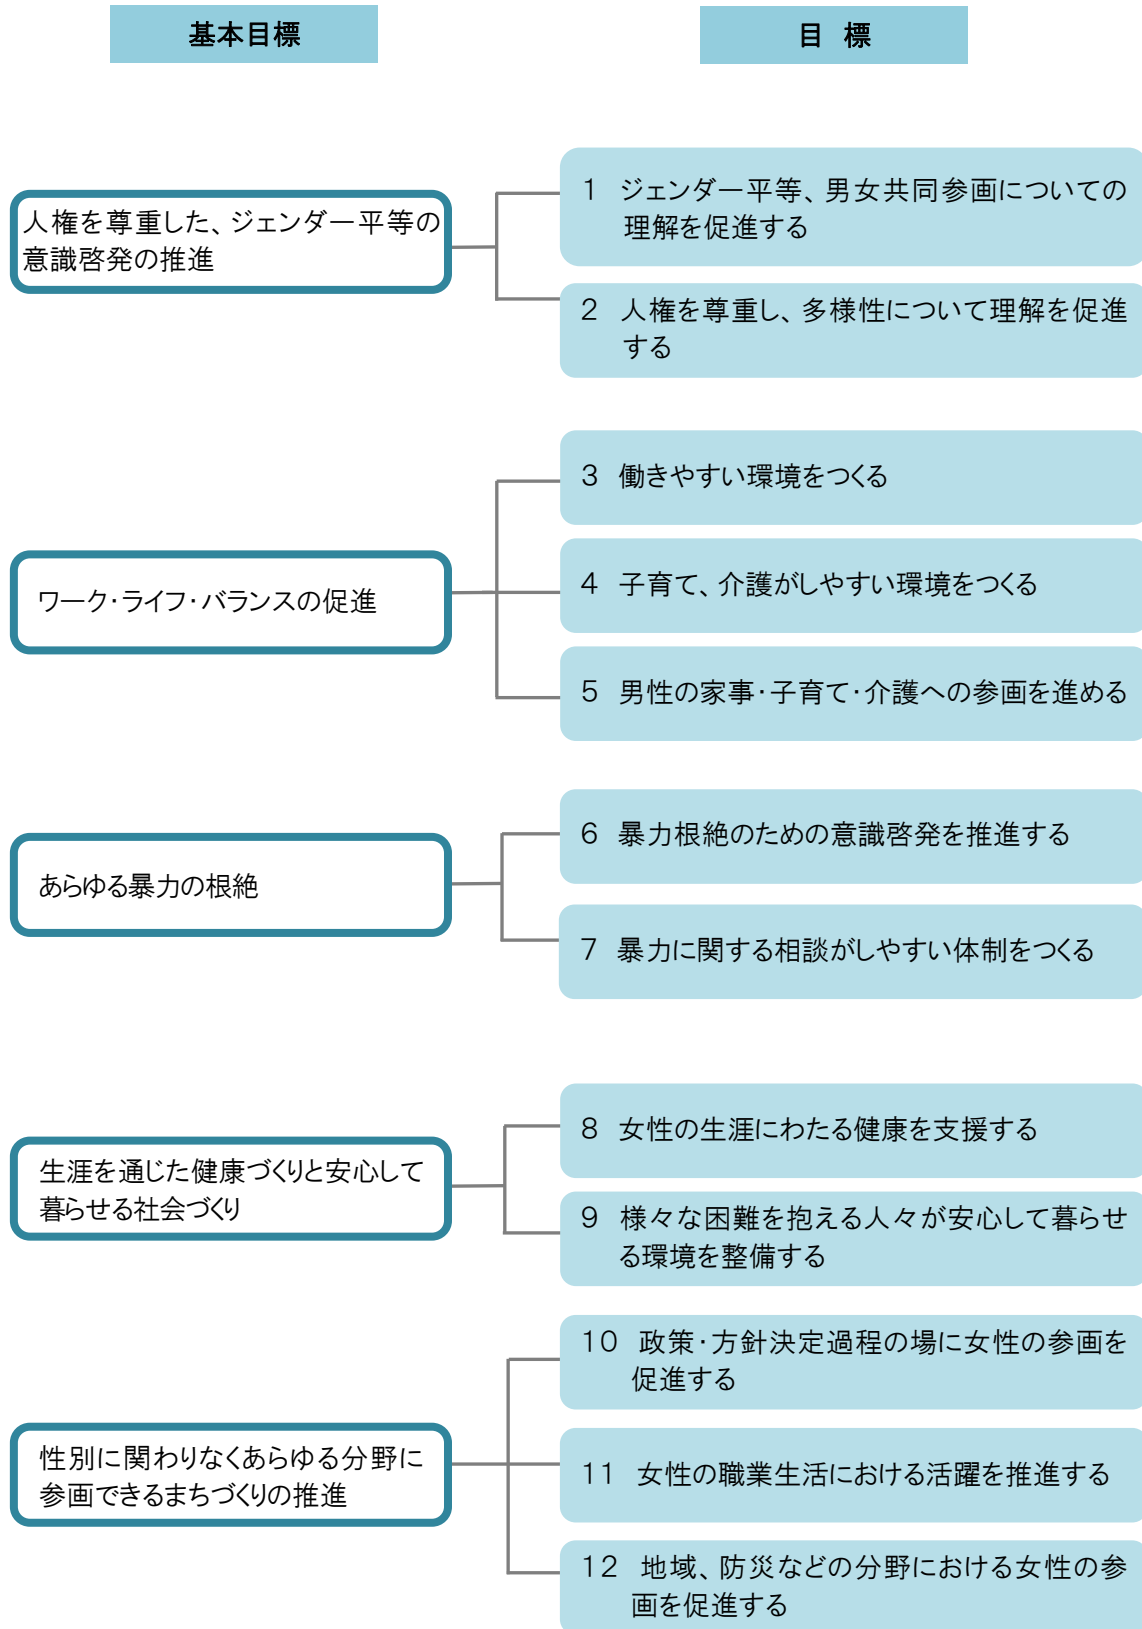 基本目標
目 標
人権を尊重した、ジェンダー平等の
意識啓発の推進
1 ジェンダー平等、男女共同参画についての
理解を促進する
2 人権を尊重し、多様性について理解を促進
する
ワーク・ライフ・バランスの促進
3 働きやすい環境をつくる
4 子育て、介護がしやすい環境をつくる
5 男性の家事・子育て・介護への参画を進める
あらゆる暴力の根絶
6 暴力根絶のための意識啓発を推進する
7 暴力に関する相談がしやすい体制をつくる
生涯を通じた健康づくりと安心して
暮らせる社会づくり
8 女性の生涯にわたる健康を支援する
9 様々な困難を抱える人々が安心して暮らせ
る環境を整備する
性別に関わりなくあらゆる分野に
参画できるまちづくりの推進
10 政策・方針決定過程の場に女性の参画を
促進する
11 女性の職業生活における活躍を推進する
12 地域、防災などの分野における女性の参
画を促進する